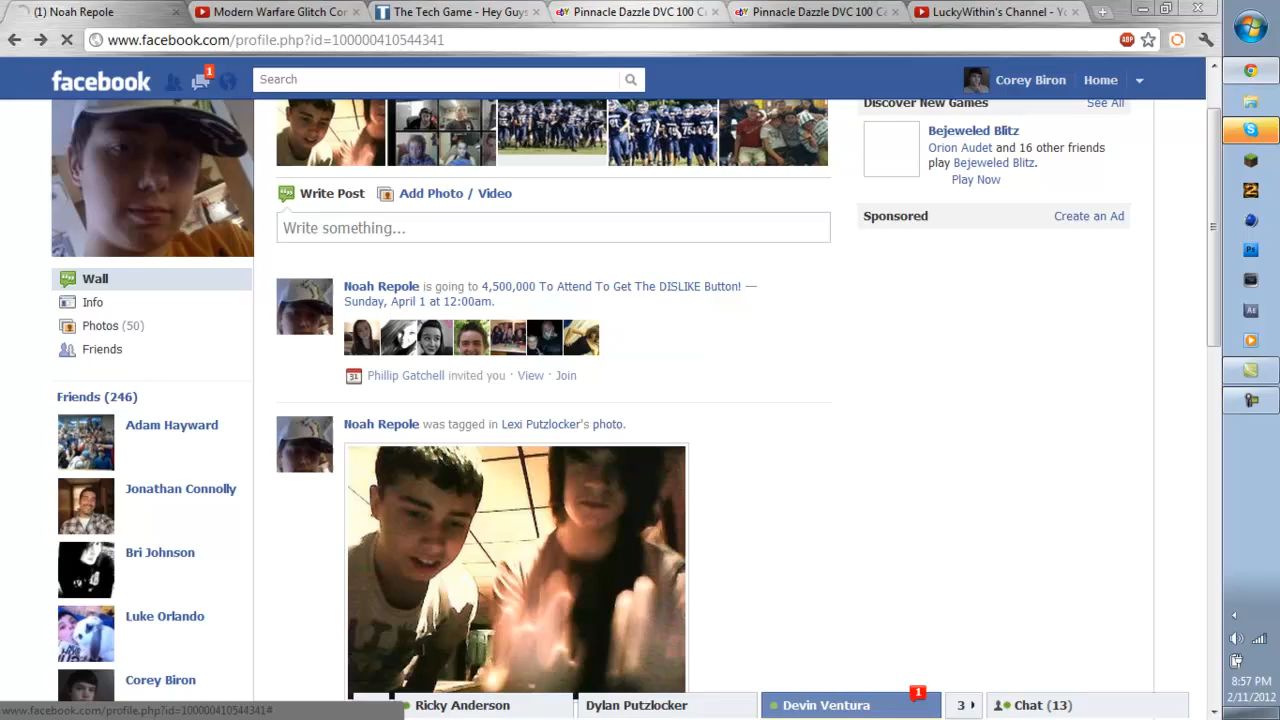 (1) Noah Repole
Modern Warfare Glitch Cor
The Tech Game - Hey Guys
Pinnacle Dazzle DVC 100 C
Pinnacle Dazzle DVC 100 C
LuckyWithin's Channel - Yo
www.facebook.com/profile.php?id=100000410544341
ABP
facebook
1
Search
Corey Biron
Home
Discover New Games
See All
Bejeweled Blitz
Orion Audet and 16 other friends
play Bejeweled Blitz.
Play Now
Write Post
Add Photo / Video
Write something...
Sponsored
Create an Ad
Wall
Info
Photos (50)
Friends
Noah Repole is going to 4,500,000 To Attend To Get The DISLIKE Button! —
Sunday, April 1 at 12:00am.
31
Phillip Gatchell invited you · View · Join
Friends (246)
Adam Hayward
Jonathan Connolly
Bri Johnson
Luke Orlando
Corey Biron
Noah Repole was tagged in Lexi Putzlocker's photo.
www.facebook.com/profile.php?id=100000410544341#
Ricky Anderson
Dylan Putzlocker
Devin Ventura
1
3
Chat (13)
8:57 PM
2/11/2012